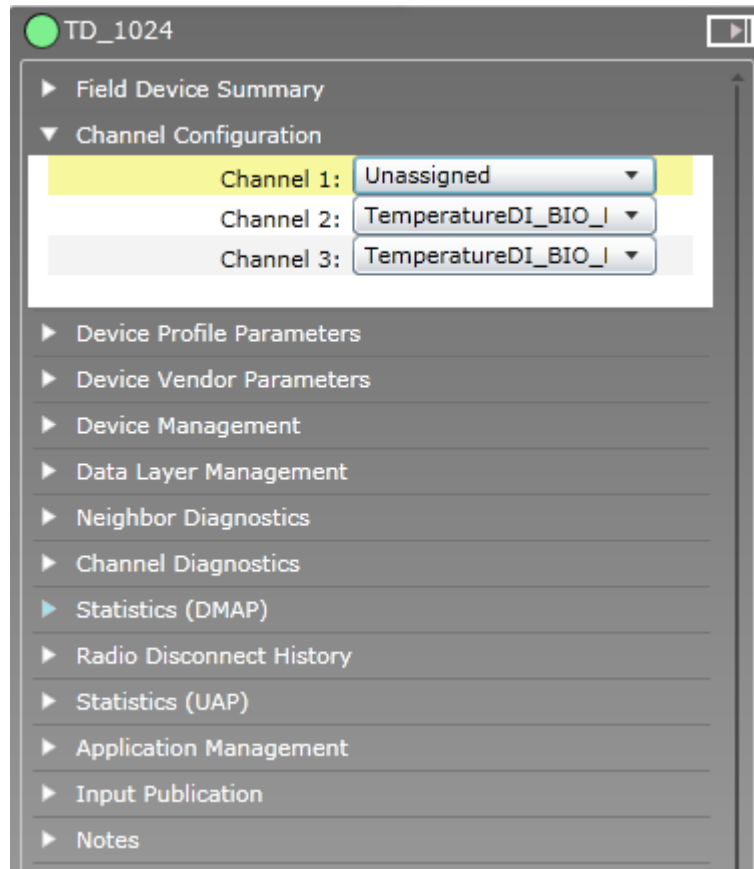 TD_1024
Field Device Summary
Channel Configuration
Channel 1: Unassigned
Channel 2: TemperatureDI_BIO_I
Channel 3: TemperatureDI_BIO_I
Device Profile Parameters
Device Vendor Parameters
Device Management
Data Layer Management
Neighbor Diagnostics
Channel Diagnostics
Statistics (DMAP)
Radio Disconnect History
Statistics (UAP)
Application Management
Input Publication
Notes